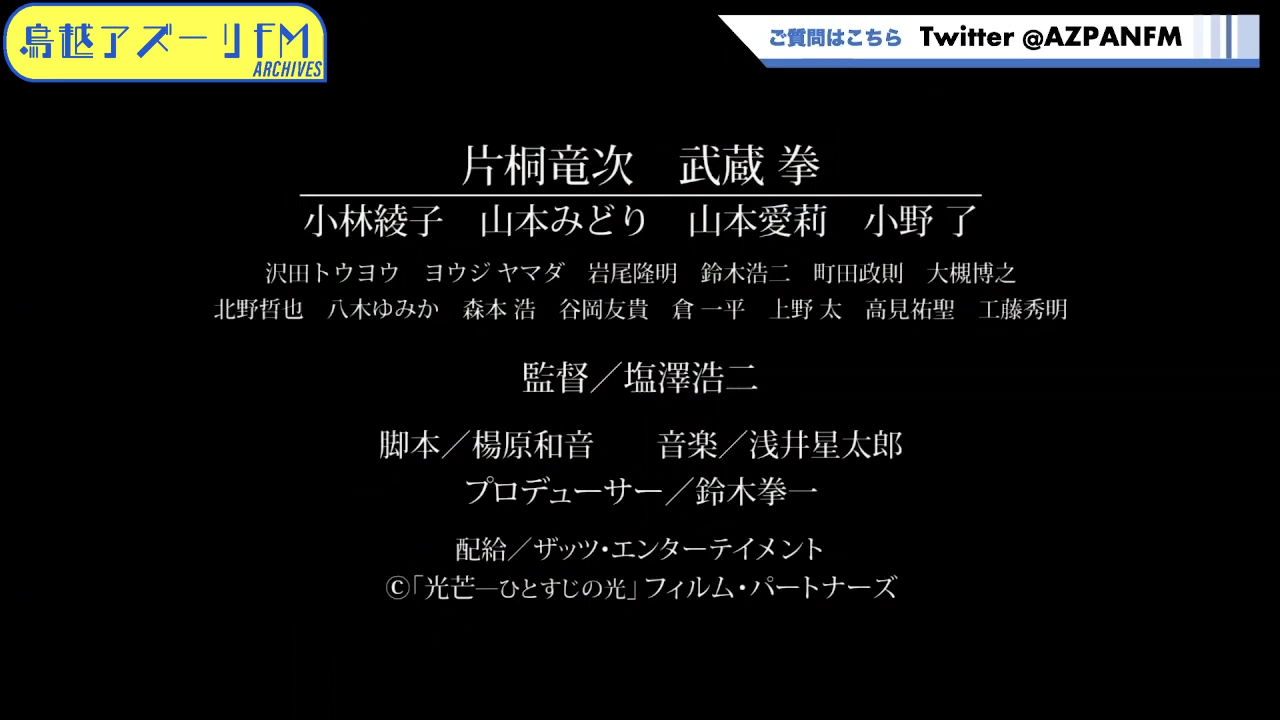 鳥越アズーリFM
ARCHIVES
ご質問はこちら Twitter @AZPANFM
片桐竜次　武蔵 拳
小林綾子　山本みどり　山本愛莉　小野 了
沢田トウヨウ　ヨウジ ヤマダ　岩尾隆明　鈴木浩二　町田政則　大槻博之
北野哲也　八木ゆみか　森本 浩　谷岡友貴　倉 一平　上野 太　高見祐聖　工藤秀明
監督／塩澤浩二
脚本／楊原和音　　音楽／浅井星太郎
プロデューサー／鈴木拳一
配給／ザッツ・エンターテイメント
©「光芒―ひとすじの光」フィルム・パートナーズ